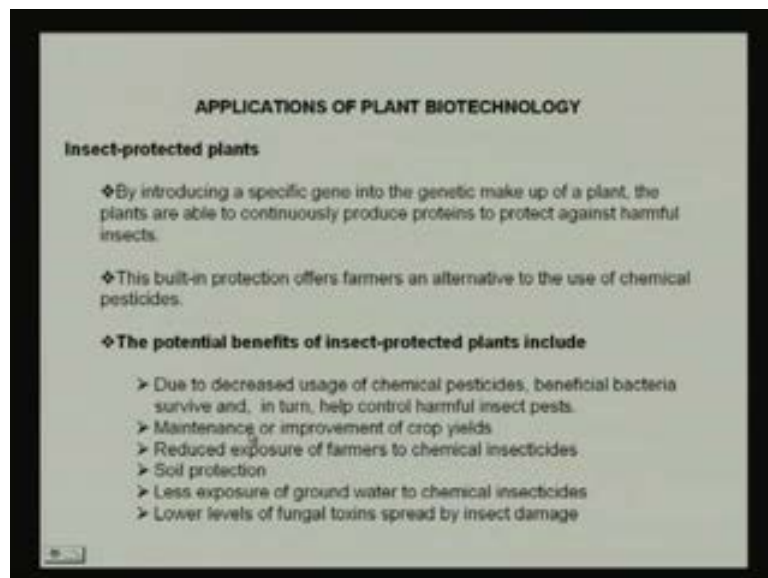 APPLICATIONS OF PLANT BIOTECHNOLOGY
Insect-protected plants
❖By introducing a specific gene into the genetic make up of a plant, the
plants are able to continuously produce proteins to protect against harmful
insects.
❖This built-in protection offers farmers an alternative to the use of chemical
pesticides.
❖The potential benefits of insect-protected plants include
➢ Due to decreased usage of chemical pesticides, beneficial bacteria
survive and, in turn, help control harmful insect pests.
➢ Maintenance or improvement of crop yields
➢ Reduced exposure of farmers to chemical insecticides
➢ Soil protection
➢ Less exposure of ground water to chemical insecticides
➢ Lower levels of fungal toxins spread by insect damage